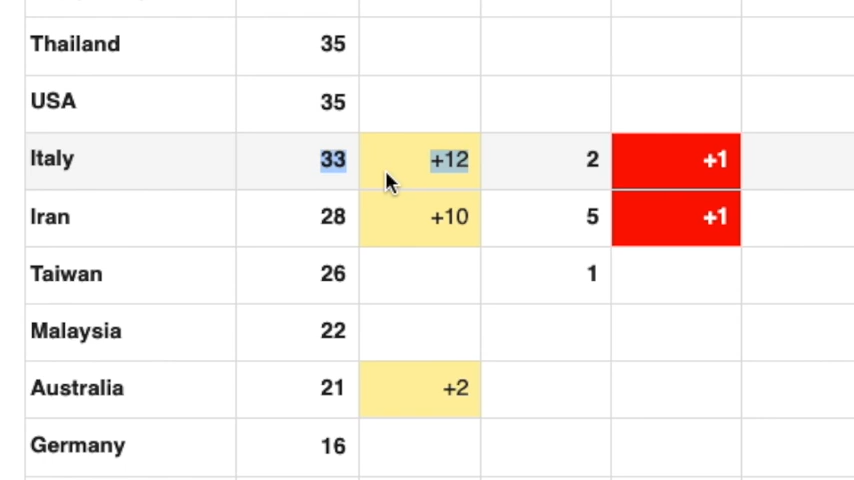 Thailand 35
USA 35
Italy 33 +12 2 +1
Iran 28 +10 5 +1
Taiwan 26 1
Malaysia 22
Australia 21 +2
Germany 16